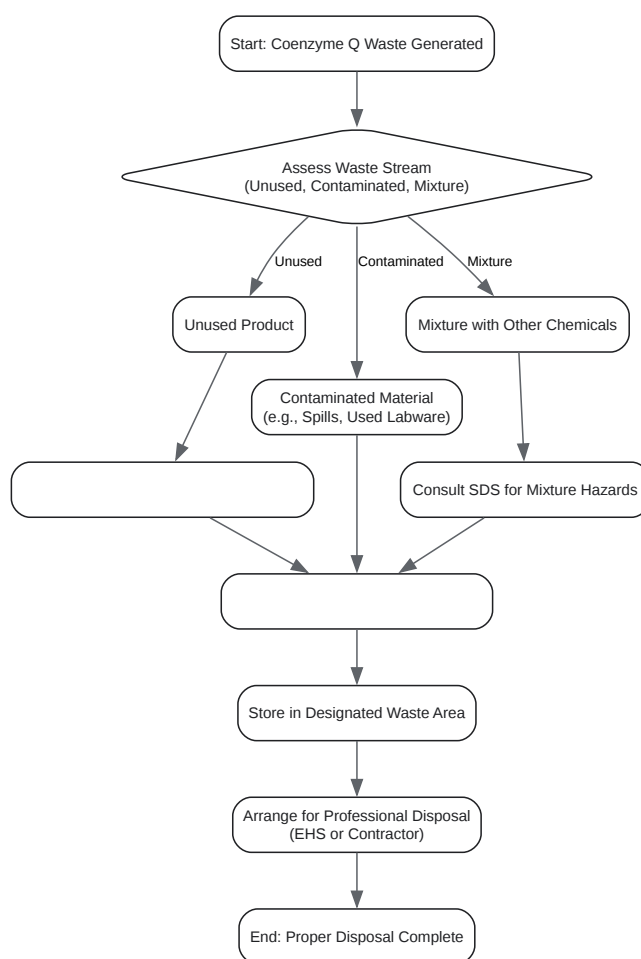 Start: Coenzyme Q Waste Generated
Assess Waste Stream
(Unused, Contaminated, Mixture)
Unused
Contaminated
Mixture
Unused Product
Mixture with Other Chemicals
Contaminated Material
(e.g., Spills, Used Labware)
Consult SDS for Mixture Hazards
Store in Designated Waste Area
Arrange for Professional Disposal
(EHS or Contractor)
End: Proper Disposal Complete